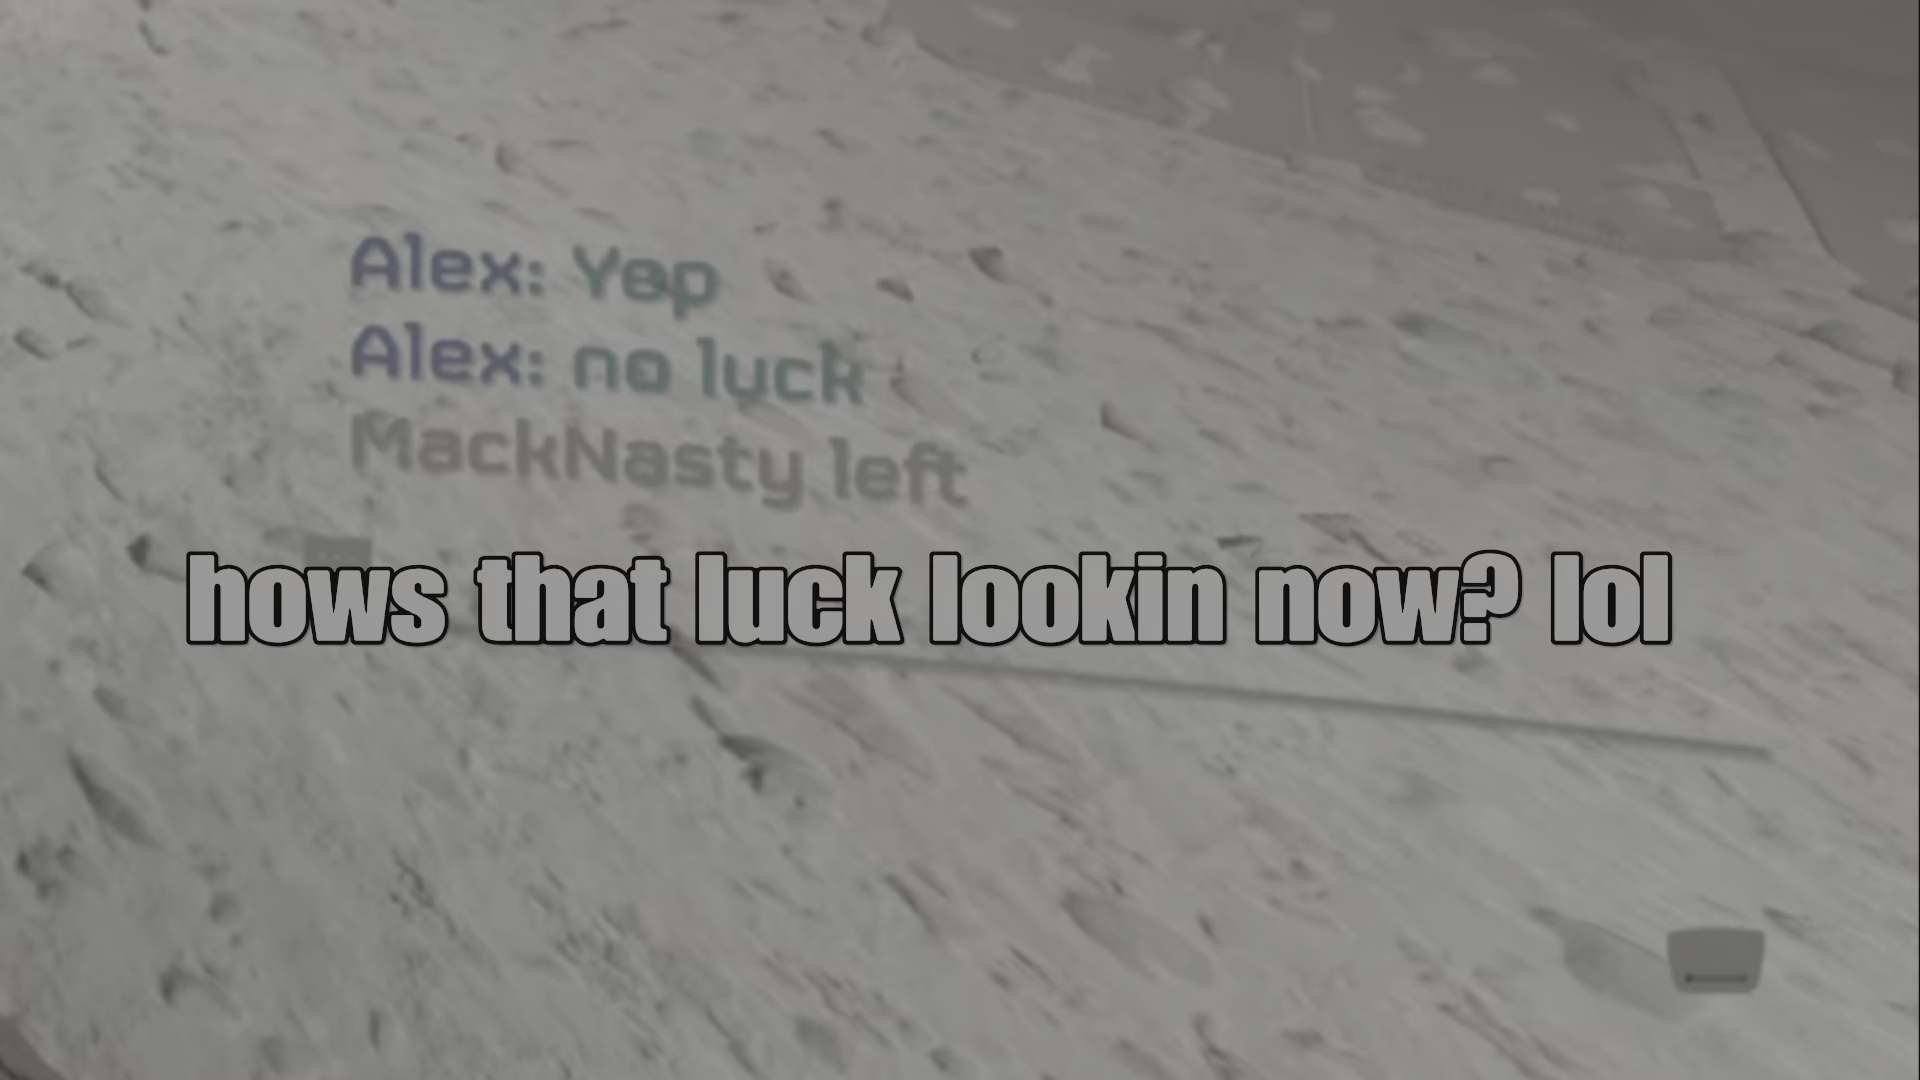 Alex: Yep
Alex: no luck
MackNasty left
hows that luck lookin now? lol